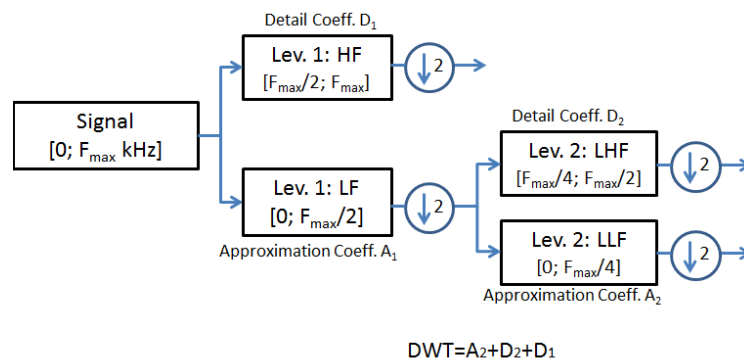 Detail Coeff. D₁
Lev. 1: HF
[Fₘₐₓ/2; Fₘₐₓ]
↓ 2
Signal
[0; Fₘₐₓ kHz]
Detail Coeff. D₂
Lev. 2: LHF
[Fₘₐₓ/4; Fₘₐₓ/2]
↓ 2
Lev. 1: LF
[0; Fₘₐₓ/2]
↓ 2
Approximation Coeff. A₁
Lev. 2: LLF
[0; Fₘₐₓ/4]
↓ 2
Approximation Coeff. A₂
DWT=A₂+D₂+D₁